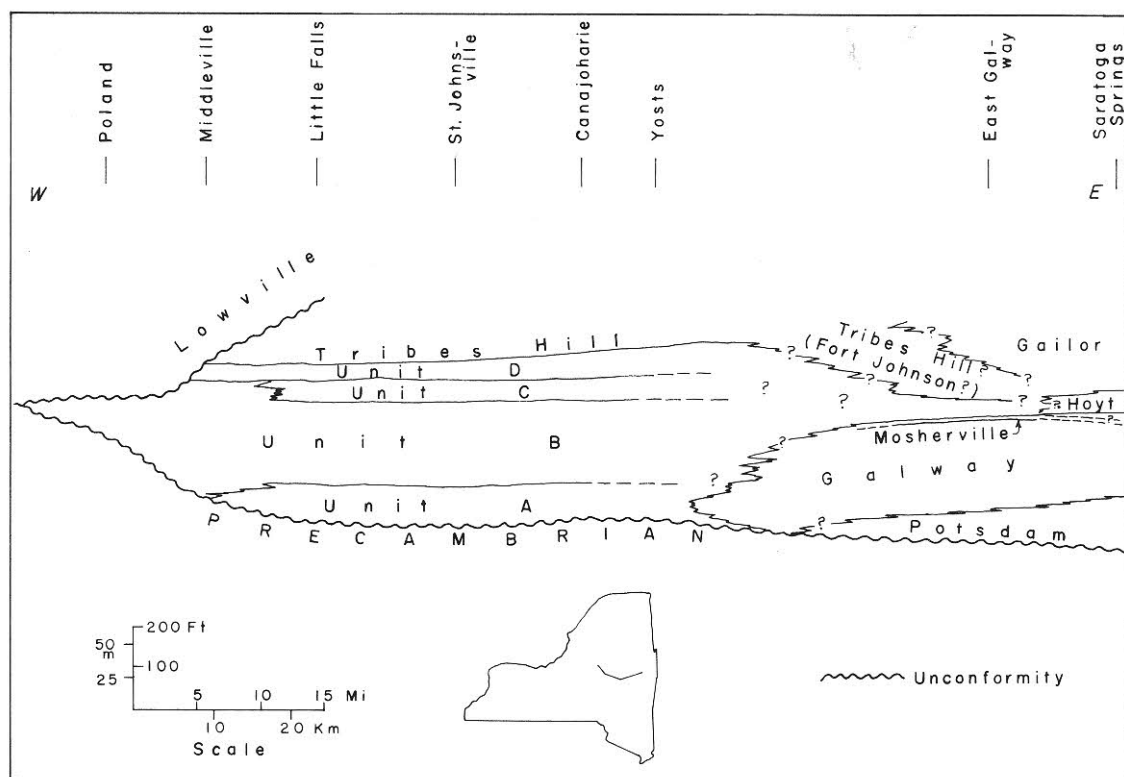 Poland
Middleville
Little Falls
St. Johns-
ville
Canajoharie
Yosts
East Gal-
way
Saratoga
Springs
W
E
Lowville
Tribes Hill
Unit D
Unit C
Unit B
Unit A
PRECAMBRIAN
?
?
?
?
?
?
Tribes ?
Hill ?
(Fort Johnson?)
?
?
Gailor
? Hoyt
?
Mosherville
Galway
?
Potsdam
200 Ft
50
m
100
25
5 10 15 Mi
10 20 Km
Scale
Unconformity